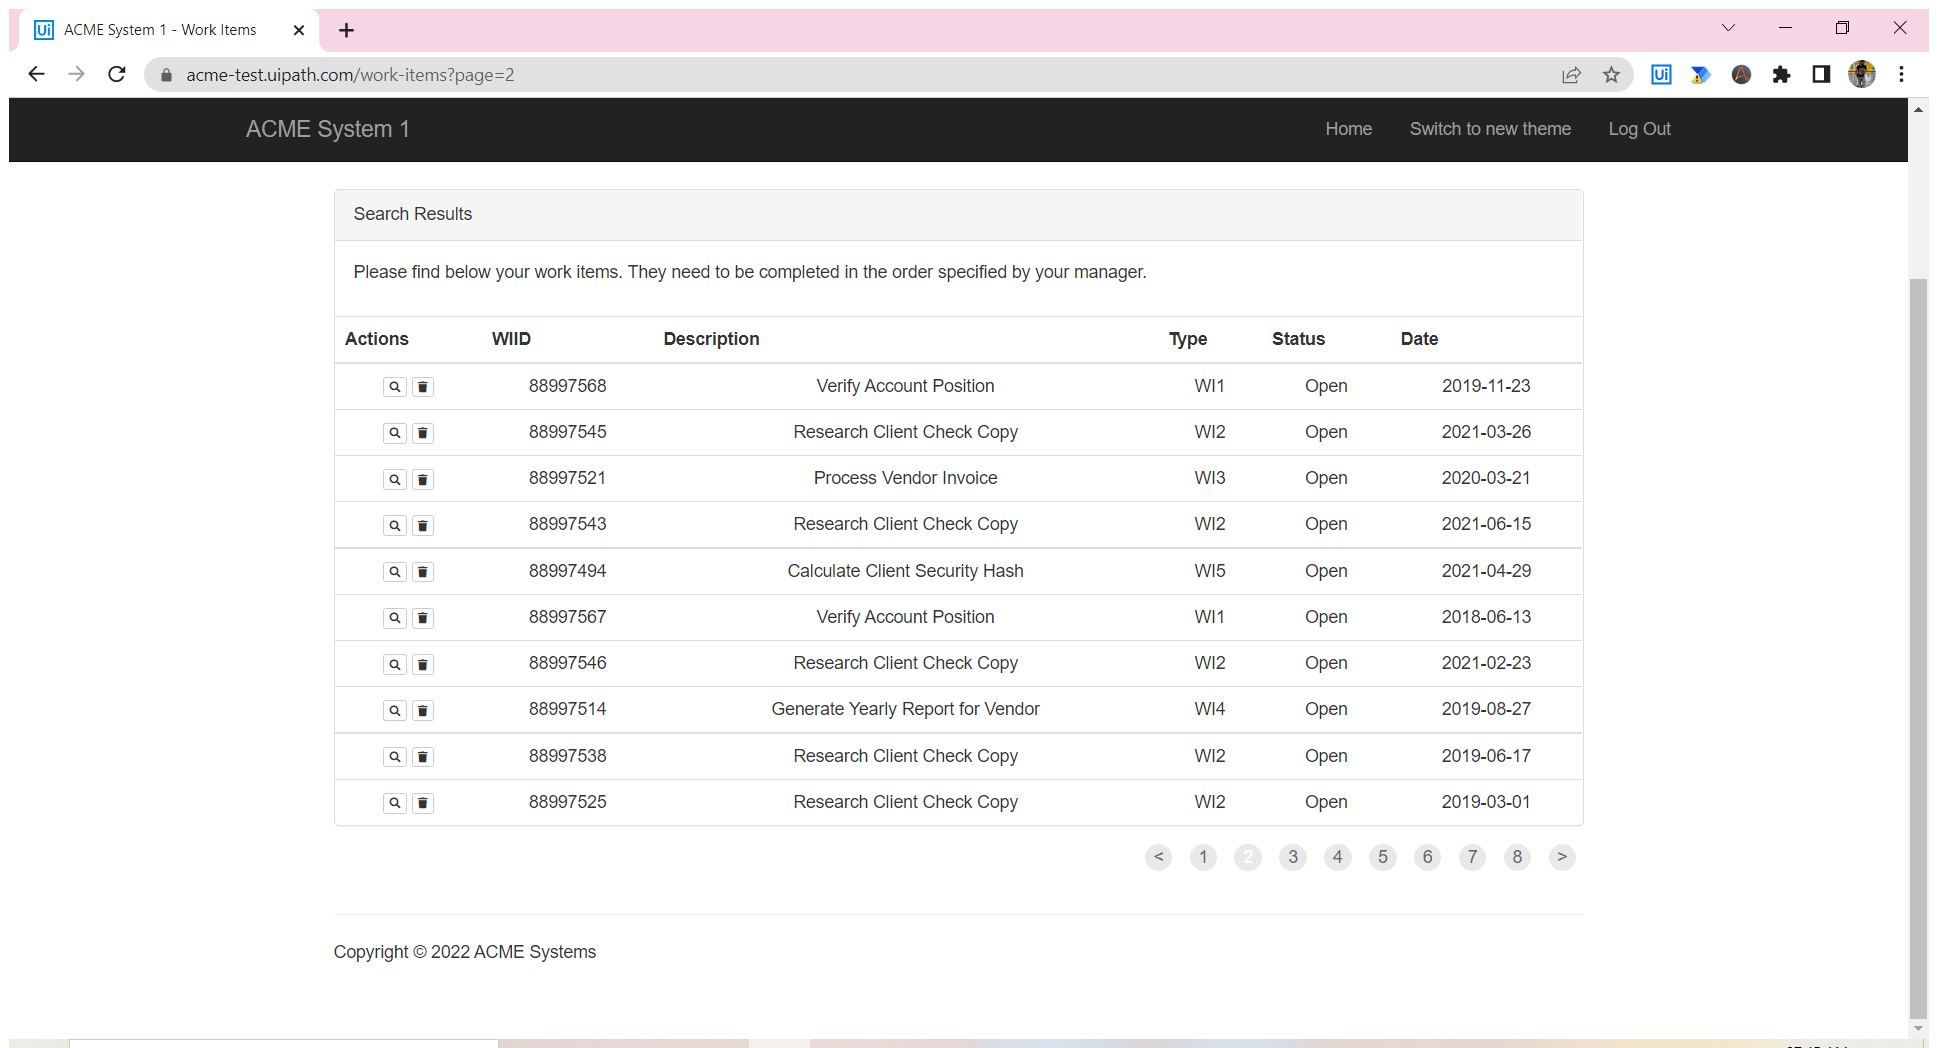 Ui ACME System 1 - Work Items
acme-test.uipath.com/work-items?page=2
Ui
ACME System 1 Home Switch to new theme Log Out
Search Results
Please find below your work items. They need to be completed in the order specified by your manager.
Actions WIID Description Type Status Date
88997568 Verify Account Position WI1 Open 2019-11-23
88997545 Research Client Check Copy WI2 Open 2021-03-26
88997521 Process Vendor Invoice WI3 Open 2020-03-21
88997543 Research Client Check Copy WI2 Open 2021-06-15
88997494 Calculate Client Security Hash WI5 Open 2021-04-29
88997567 Verify Account Position WI1 Open 2018-06-13
88997546 Research Client Check Copy WI2 Open 2021-02-23
88997514 Generate Yearly Report for Vendor WI4 Open 2019-08-27
88997538 Research Client Check Copy WI2 Open 2019-06-17
88997525 Research Client Check Copy WI2 Open 2019-03-01
< 1 2 3 4 5 6 7 8 >
Copyright © 2022 ACME Systems